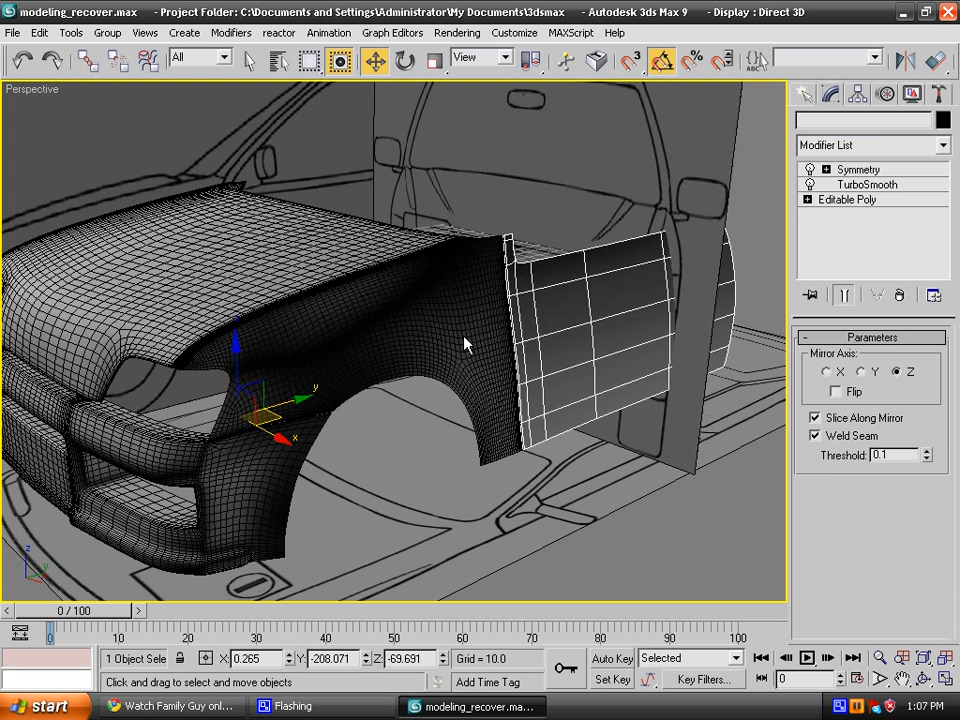 modeling_recover.max - Project Folder: C:\Documents and Settings\Administrator\My Documents\3dsmax - Autodesk 3ds Max 9 - Display : Direct 3D
File Edit Tools Group Views Create Modifiers reactor Animation Graph Editors Rendering Customize MAXScript Help
All View
Perspective
Modifier List
Symmetry
TurboSmooth
Editable Poly
- Parameters
Mirror Axis:
X Y Z
Flip
Slice Along Mirror
Weld Seam
Threshold: 0.1
z
y
x
z
y
0 / 100
0 10 20 30 40 50 60 70 80 90 100
1 Object Sele X: 0.265 Y: -208.071 Z: -69.691 Grid = 10.0 Auto Key Selected
Click and drag to select and move objects Add Time Tag Set Key Key Filters... 0
start Watch Family Guy onl... Flashing modeling_recover.ma... 1:07 PM